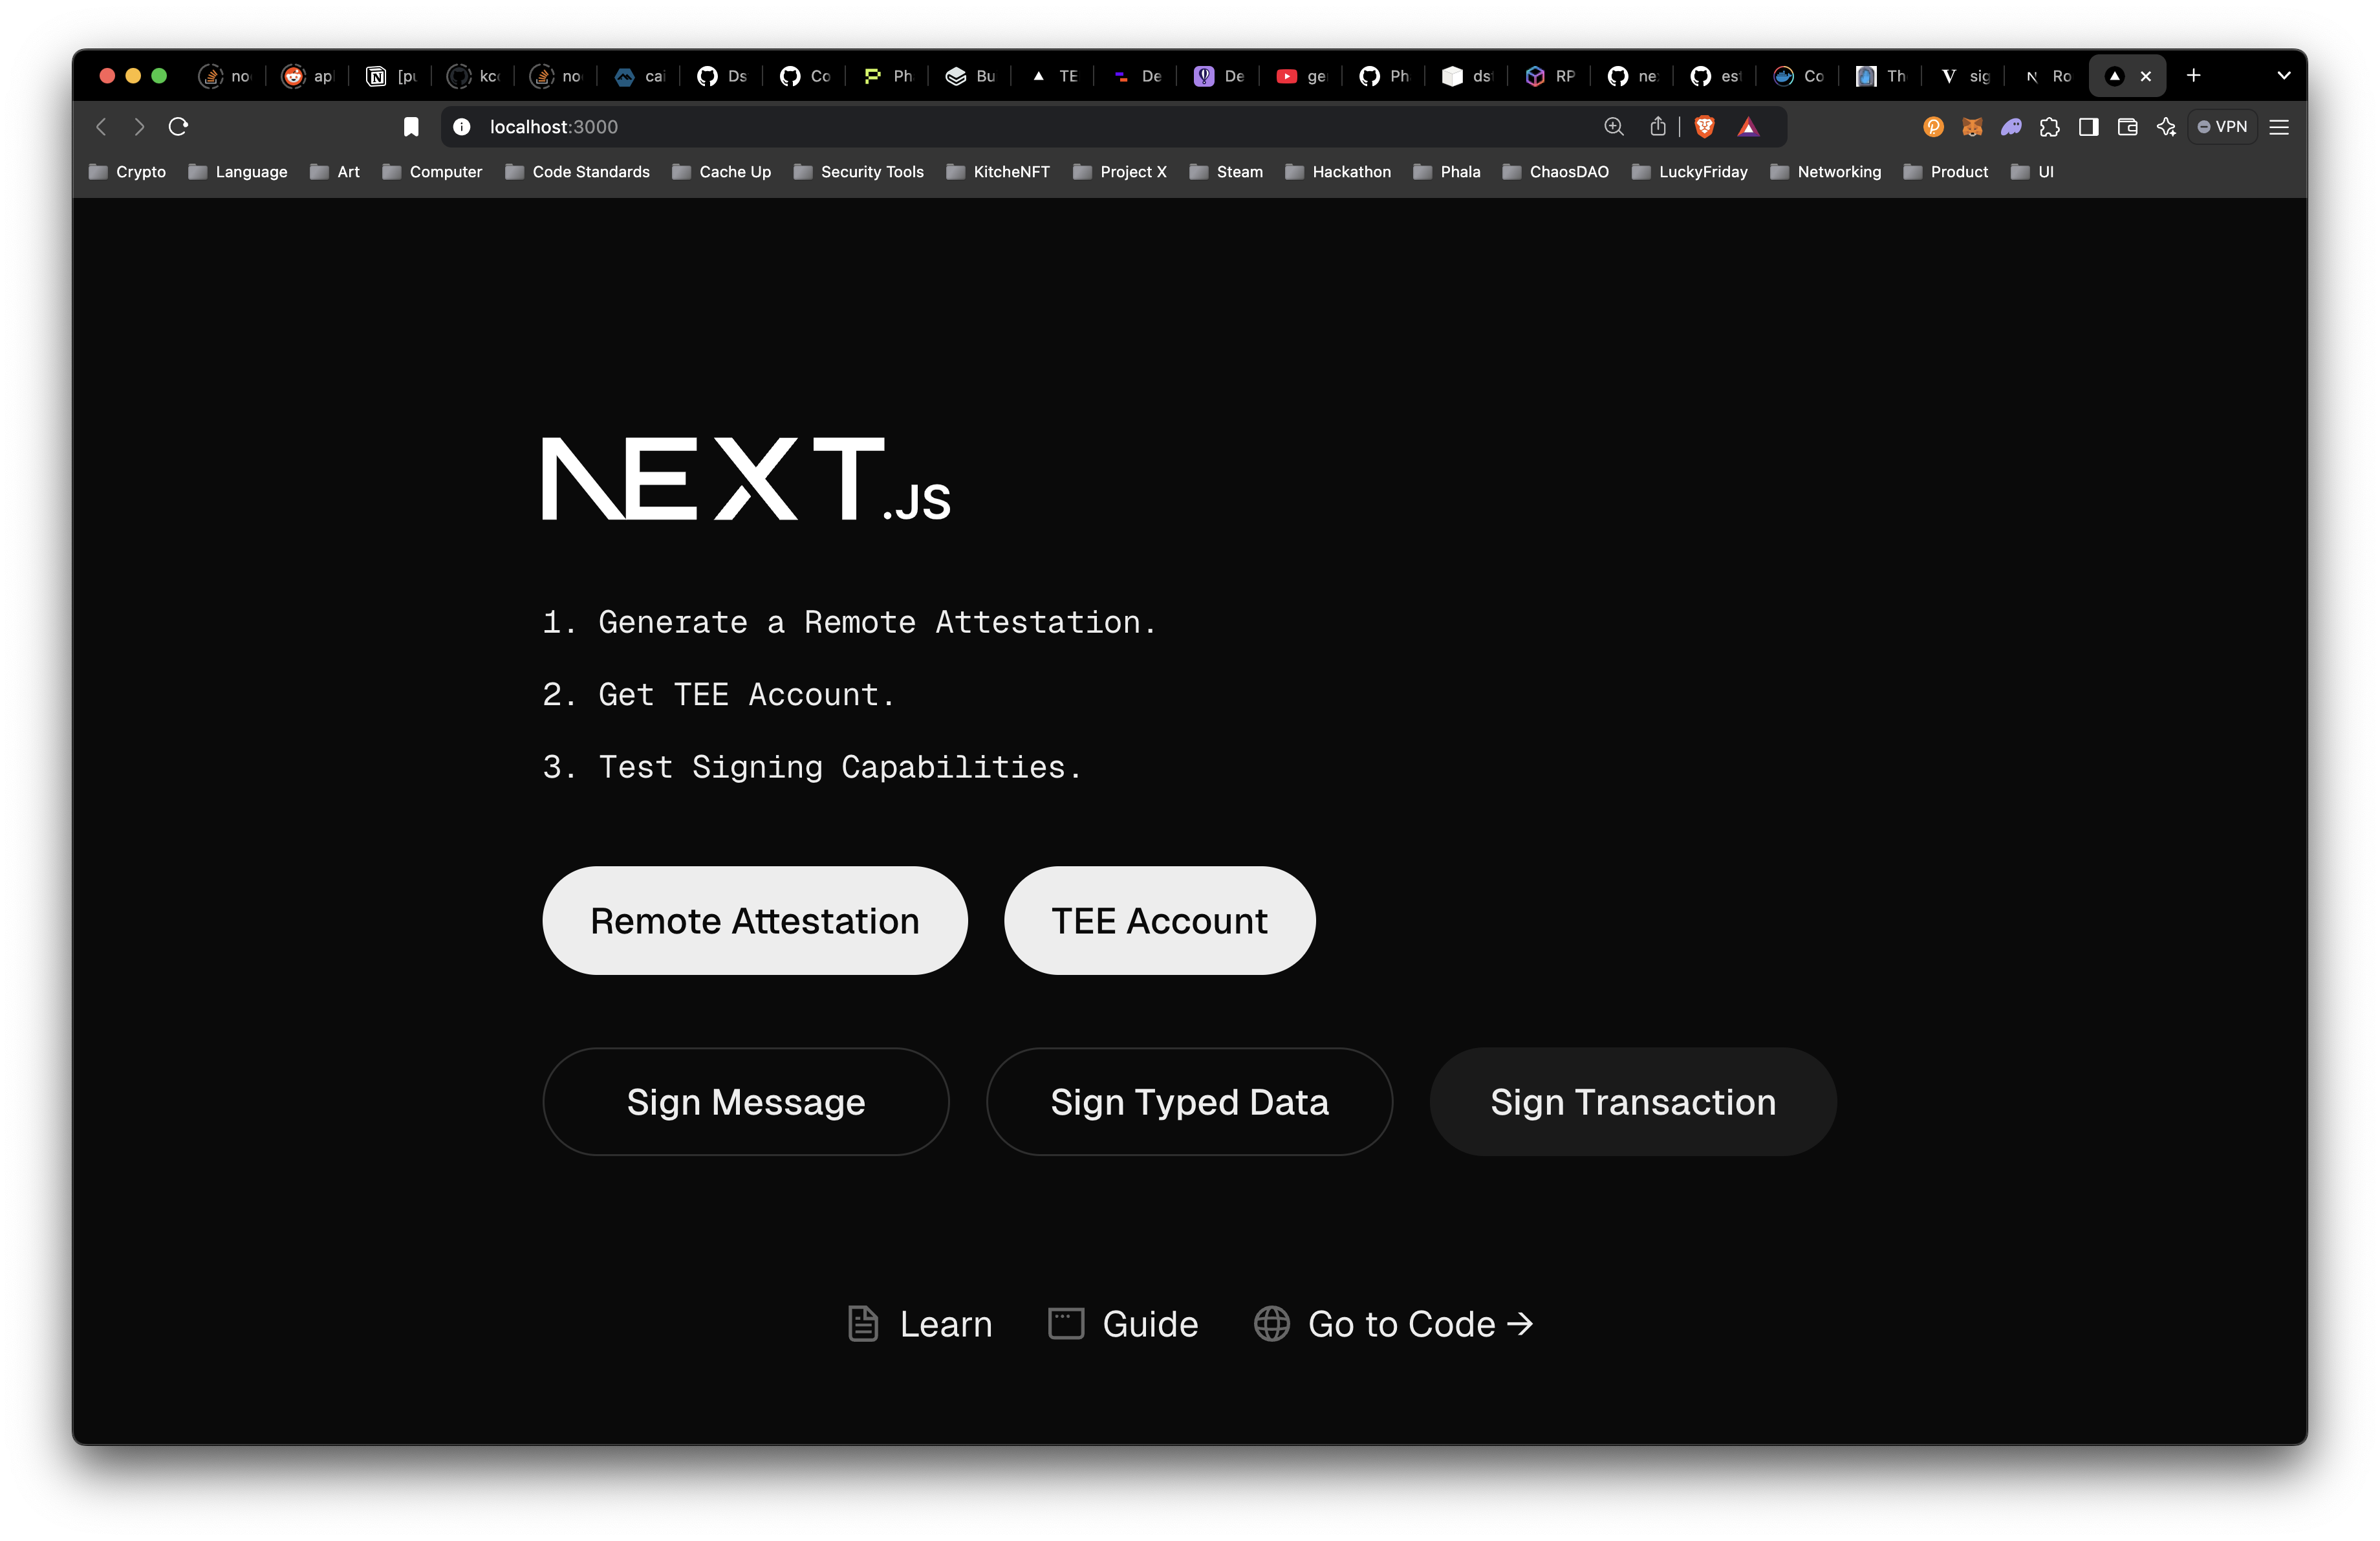 no ap [pu kc no cai Ds Co Ph Bu TE De De ge Ph ds RP ne est Co Th sig Ro
localhost:3000 VPN
Crypto Language Art Computer Code Standards Cache Up Security Tools KitcheNFT Project X Steam Hackathon Phala ChaosDAO LuckyFriday Networking Product UI
NEXT.JS
1. Generate a Remote Attestation.
2. Get TEE Account.
3. Test Signing Capabilities.
Remote Attestation TEE Account
Sign Message Sign Typed Data Sign Transaction
Learn Guide Go to Code →